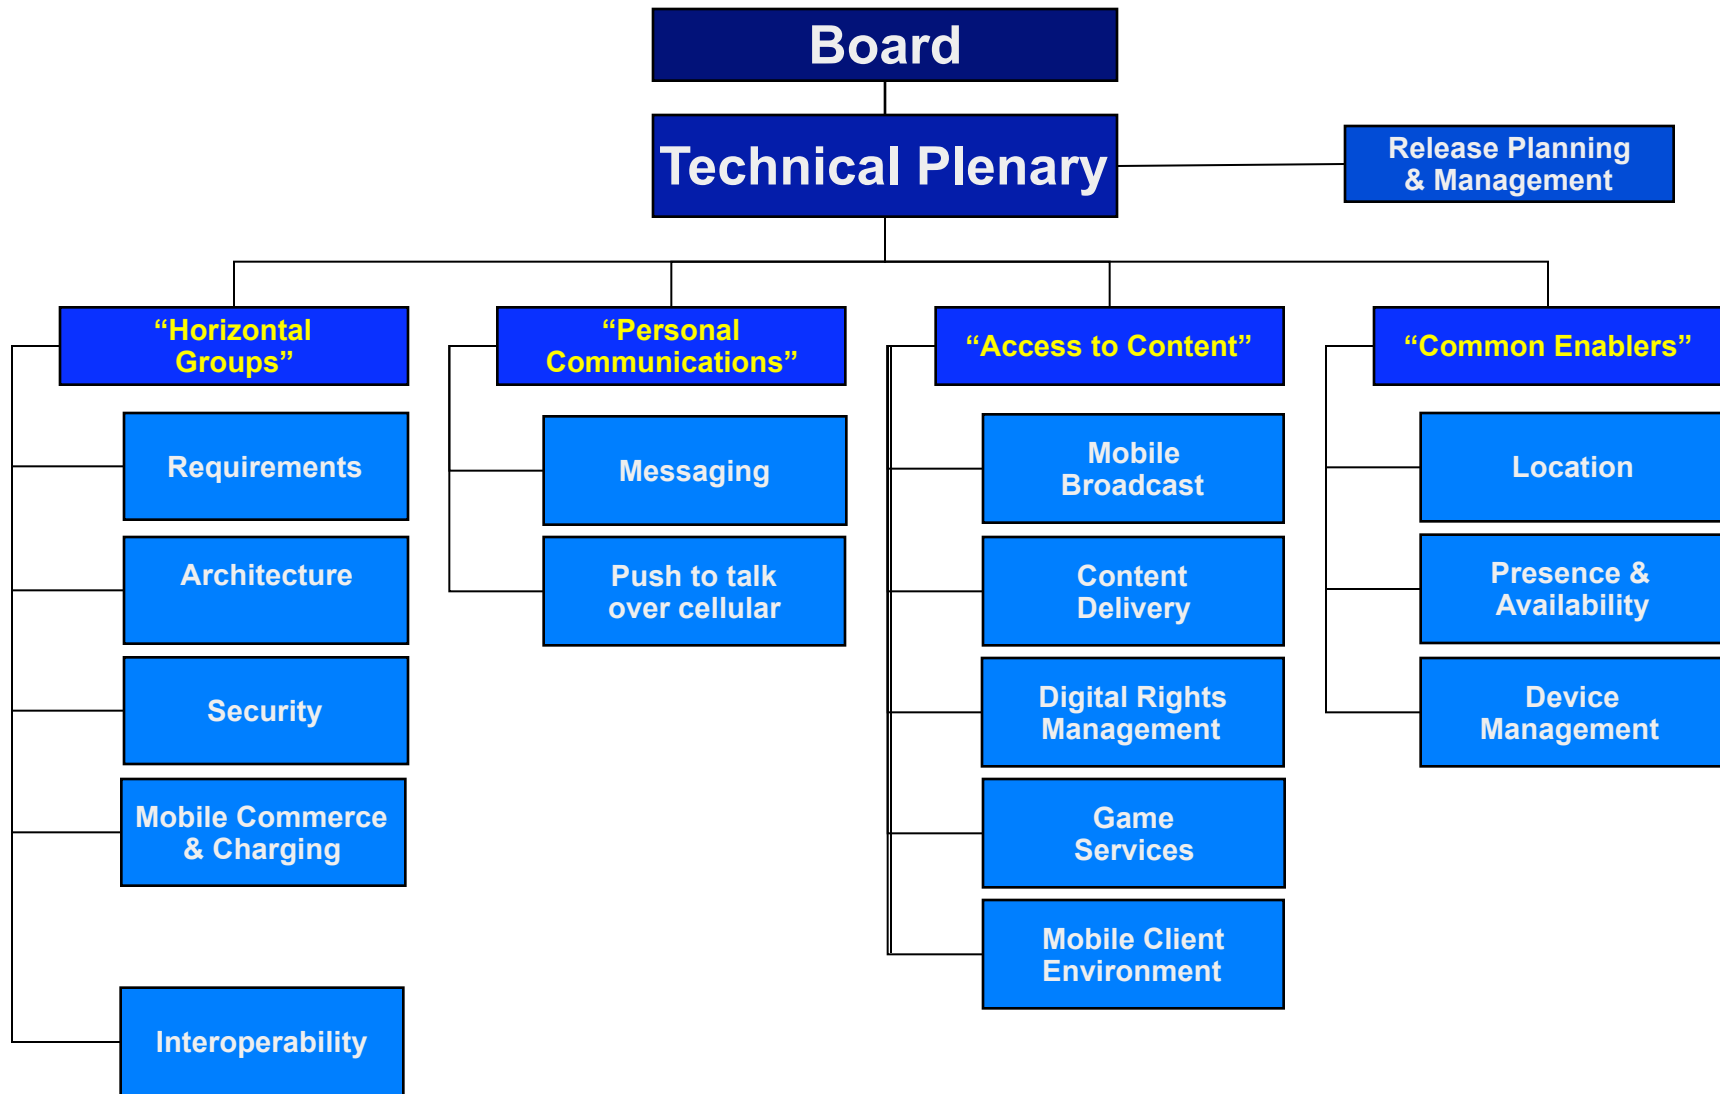 Board
Technical Plenary
Release Planning
& Management
“Horizontal
Groups”
“Personal
Communications”
“Access to Content”
“Common Enablers”
Requirements
Architecture
Security
Mobile Commerce
& Charging
Interoperability
Messaging
Push to talk
over cellular
Mobile
Broadcast
Content
Delivery
Digital Rights
Management
Game
Services
Mobile Client
Environment
Location
Presence &
Availability
Device
Management